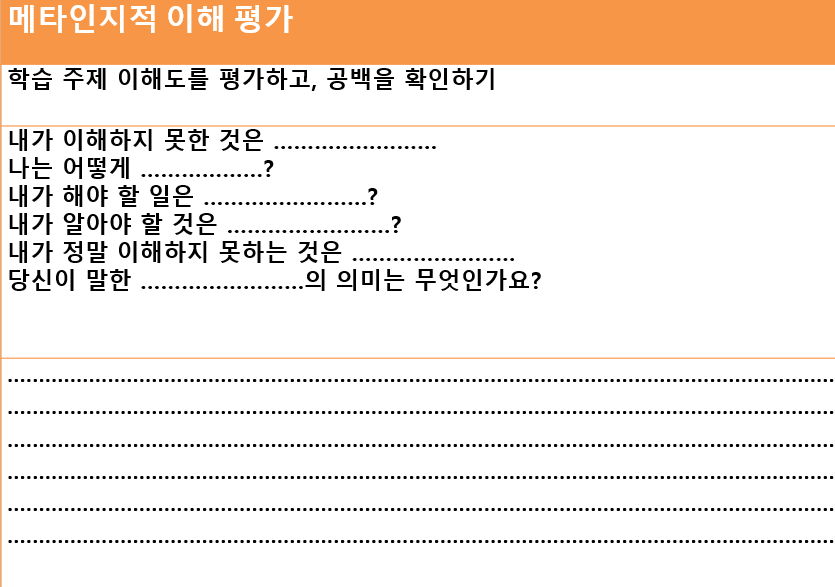 메타인지적 이해 평가
학습 주제 이해도를 평가하고, 공백을 확인하기
내가 이해하지 못한 것은 ........................
나는 어떻게 ..................?
내가 해야 할 일은 ........................?
내가 알아야 할 것은 ........................?
내가 정말 이해하지 못하는 것은 ........................
당신이 말한 ........................의 의미는 무엇인가요?
........................................................................................................................
........................................................................................................................
........................................................................................................................
........................................................................................................................
........................................................................................................................
........................................................................................................................